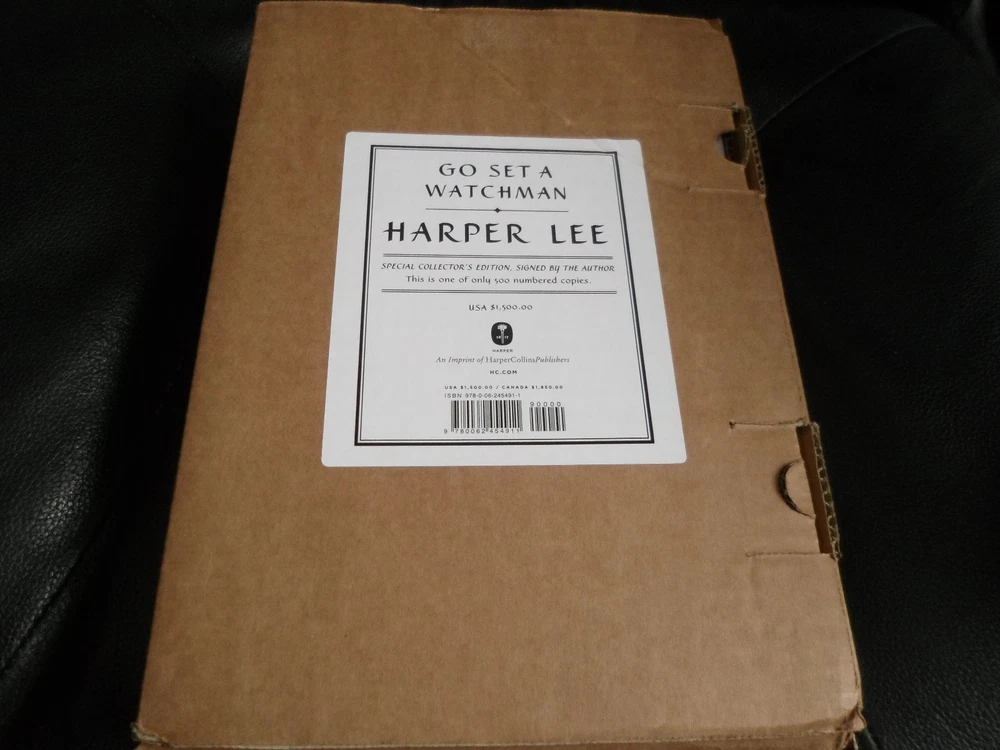 GO SET A
WATCHMAN
HARPER LEE
SPECIAL COLLECTOR'S EDITION, SIGNED BY THE AUTHOR
This is one of only 500 numbered copies.
USA $1,500.00
HARPER
An Imprint of HarperCollinsPublishers
HC.COM
USA $1,500.00 / CANADA $1,850.00
ISBN 978-0-06-245491-1
90000
9 780062 454911